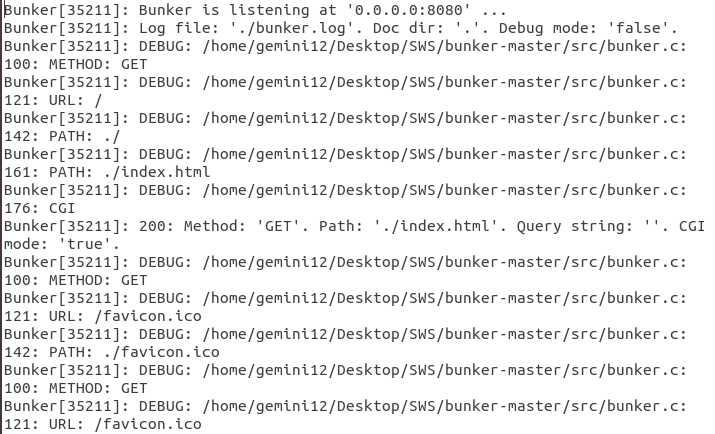 Bunker[35211]: Bunker is listening at '0.0.0.0:8080' ...
Bunker[35211]: Log file: './bunker.log'. Doc dir: '.'. Debug mode: 'false'.
Bunker[35211]: DEBUG: /home/gemini12/Desktop/SWS/bunker-master/src/bunker.c:
100: METHOD: GET
Bunker[35211]: DEBUG: /home/gemini12/Desktop/SWS/bunker-master/src/bunker.c:
121: URL: /
Bunker[35211]: DEBUG: /home/gemini12/Desktop/SWS/bunker-master/src/bunker.c:
142: PATH: ./
Bunker[35211]: DEBUG: /home/gemini12/Desktop/SWS/bunker-master/src/bunker.c:
161: PATH: ./index.html
Bunker[35211]: DEBUG: /home/gemini12/Desktop/SWS/bunker-master/src/bunker.c:
176: CGI
Bunker[35211]: 200: Method: 'GET'. Path: './index.html'. Query string: ''. CGI
mode: 'true'.
Bunker[35211]: DEBUG: /home/gemini12/Desktop/SWS/bunker-master/src/bunker.c:
100: METHOD: GET
Bunker[35211]: DEBUG: /home/gemini12/Desktop/SWS/bunker-master/src/bunker.c:
121: URL: /favicon.ico
Bunker[35211]: DEBUG: /home/gemini12/Desktop/SWS/bunker-master/src/bunker.c:
142: PATH: ./favicon.ico
Bunker[35211]: DEBUG: /home/gemini12/Desktop/SWS/bunker-master/src/bunker.c:
100: METHOD: GET
Bunker[35211]: DEBUG: /home/gemini12/Desktop/SWS/bunker-master/src/bunker.c:
121: URL: /favicon.ico